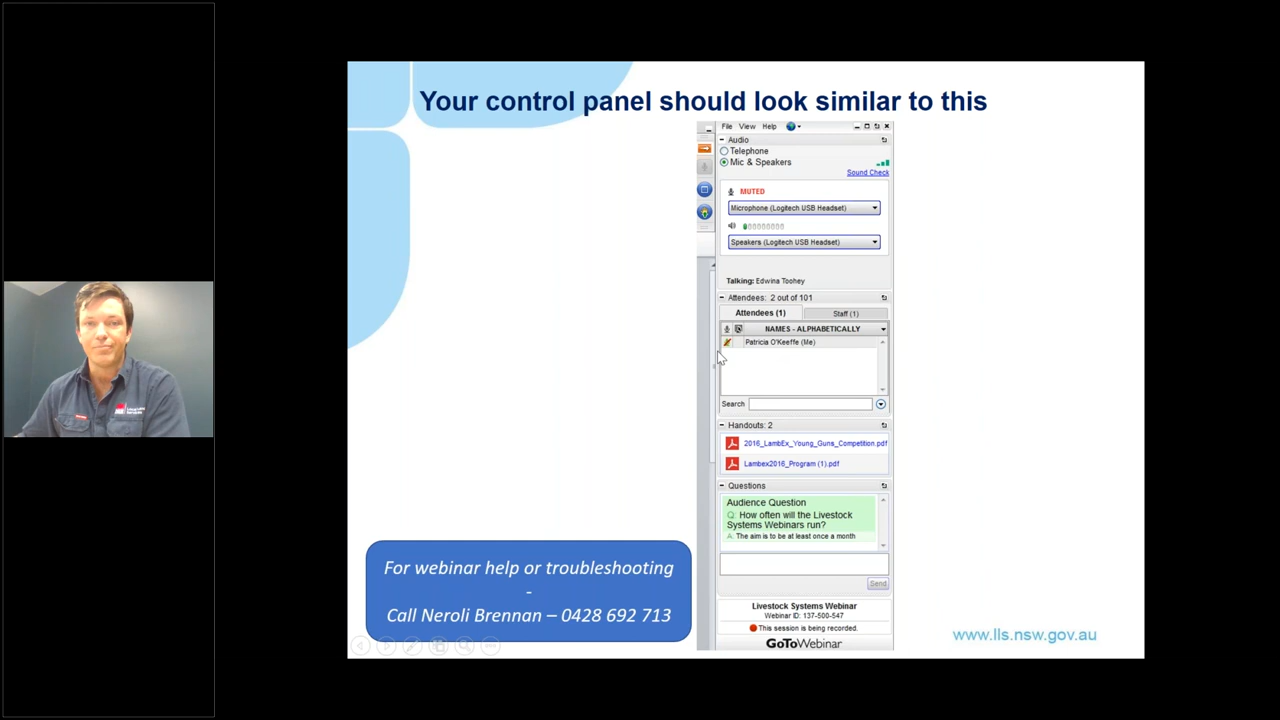 Your control panel should look similar to this
File View Help
Audio
Telephone
Mic & Speakers
Sound Check
MUTED
Microphone (Logitech USB Headset)
Speakers (Logitech USB Headset)
Talking: Edwina Toohey
Attendees: 2 out of 101
Attendees (1) Staff (1)
NAMES - ALPHABETICALLY
Patricia O'Keeffe (Me)
Search
Handouts: 2
2016_LambEx_Young_Guns_Competition.pdf
Lambex2016_Program (1).pdf
Questions
Audience Question
Q: How often will the Livestock
Systems Webinars run?
A: The aim is to be at least once a month
Send
Livestock Systems Webinar
Webinar ID: 137-500-547
This session is being recorded.
GoToWebinar
For webinar help or troubleshooting
-
Call Neroli Brennan – 0428 692 713
www.lls.nsw.gov.au